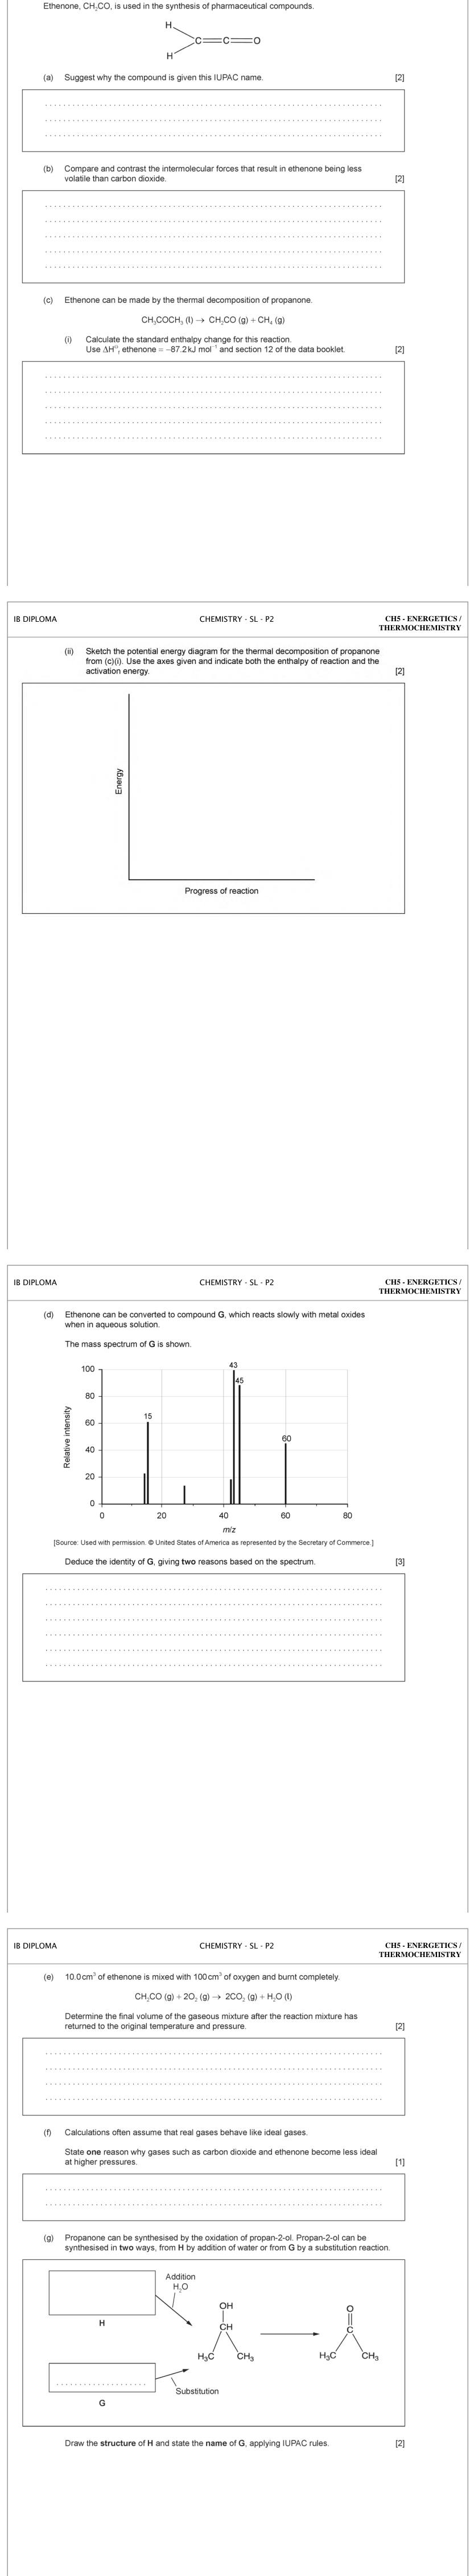 Ethenone, CH₂CO, is used in the synthesis of pharmaceutical compounds.
H
C
C
O
H
(a) Suggest why the compound is given this IUPAC name. [2]
(b) Compare and contrast the intermolecular forces that result in ethenone being less
volatile than carbon dioxide. [2]
(c) Ethenone can be made by the thermal decomposition of propanone.
CH₃COCH₃ (l) → CH₂CO (g) + CH₄ (g)
(i) Calculate the standard enthalpy change for this reaction.
Use ΔH⁰f, ethenone = −87.2 kJ mol⁻¹ and section 12 of the data booklet. [2]
IB DIPLOMA CHEMISTRY - SL - P2 CH5 - ENERGETICS /
THERMOCHEMISTRY
(ii) Sketch the potential energy diagram for the thermal decomposition of propanone
from (c)(i). Use the axes given and indicate both the enthalpy of reaction and the
activation energy. [2]
Energy
Progress of reaction
IB DIPLOMA CHEMISTRY - SL - P2 CH5 - ENERGETICS /
THERMOCHEMISTRY
(d) Ethenone can be converted to compound G, which reacts slowly with metal oxides
when in aqueous solution.
The mass spectrum of G is shown.
100
80
60
40
20
0
Relative intensity
15
43
45
60
0 20 40 60 80
m/z
[Source: Used with permission. © United States of America as represented by the Secretary of Commerce.]
Deduce the identity of G, giving two reasons based on the spectrum. [3]
IB DIPLOMA CHEMISTRY - SL - P2 CH5 - ENERGETICS /
THERMOCHEMISTRY
(e) 10.0 cm³ of ethenone is mixed with 100 cm³ of oxygen and burnt completely.
CH₂CO (g) + 2O₂ (g) → 2CO₂ (g) + H₂O (l)
Determine the final volume of the gaseous mixture after the reaction mixture has
returned to the original temperature and pressure. [2]
(f) Calculations often assume that real gases behave like ideal gases.
State one reason why gases such as carbon dioxide and ethenone become less ideal
at higher pressures. [1]
(g) Propanone can be synthesised by the oxidation of propan-2-ol. Propan-2-ol can be
synthesised in two ways, from H by addition of water or from G by a substitution reaction.
Addition
H₂O
H
OH
CH
H₃C CH₃
O
C
H₃C CH₃
Substitution
G
Draw the structure of H and state the name of G, applying IUPAC rules. [2]